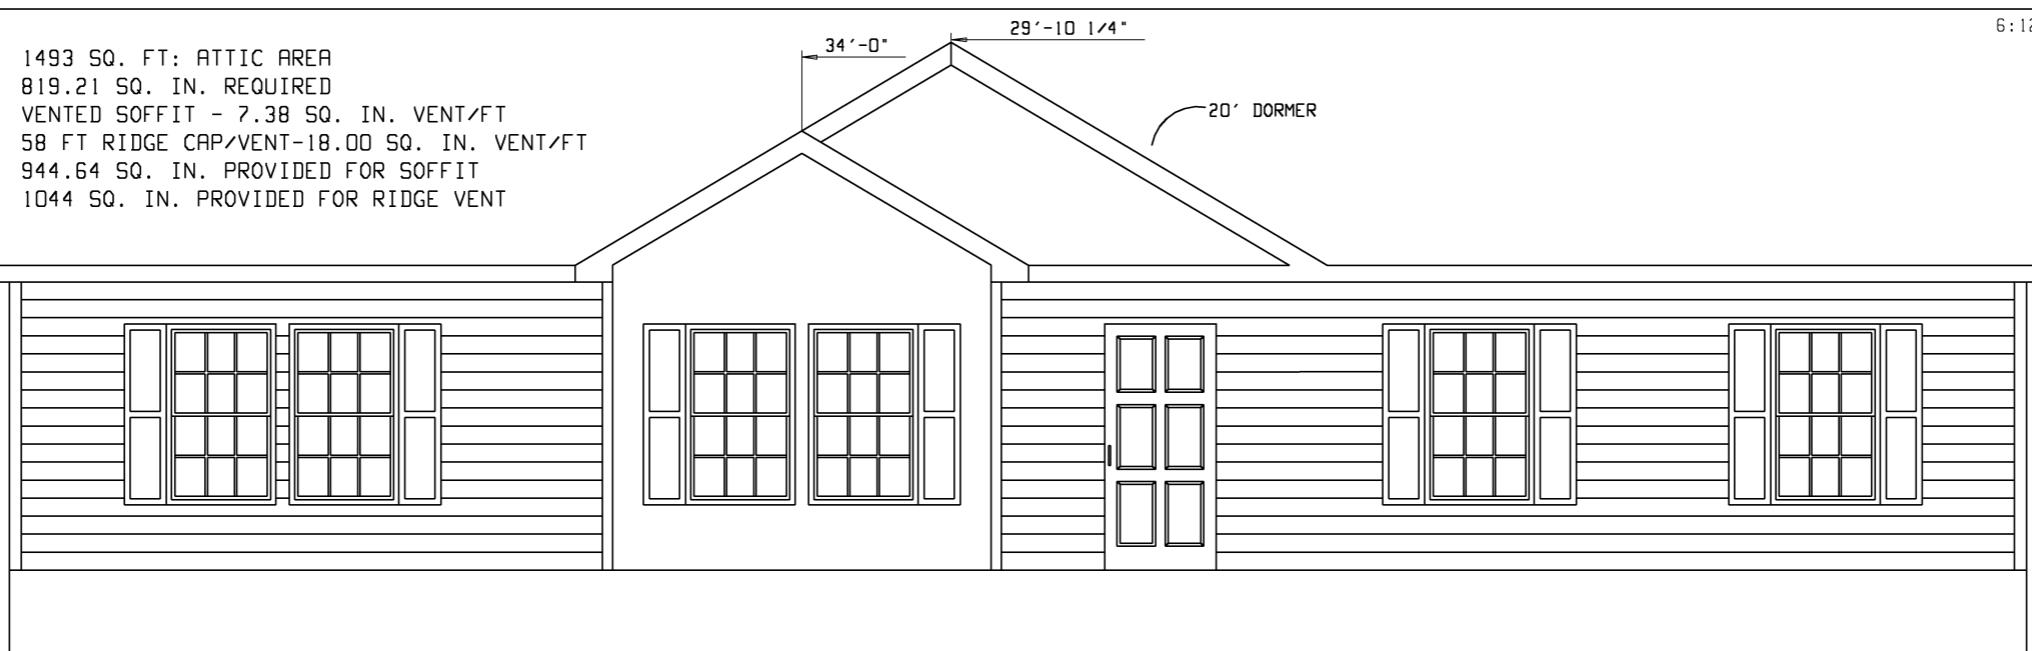 29'-10 1/4"
6:12
34'-0"
1493 SQ. FT: ATTIC AREA
819.21 SQ. IN. REQUIRED
VENTED SOFFIT - 7.38 SQ. IN. VENT/FT
58 FT RIDGE CAP/VENT-18.00 SQ. IN. VENT/FT
944.64 SQ. IN. PROVIDED FOR SOFFIT
1044 SQ. IN. PROVIDED FOR RIDGE VENT
20' DORMER